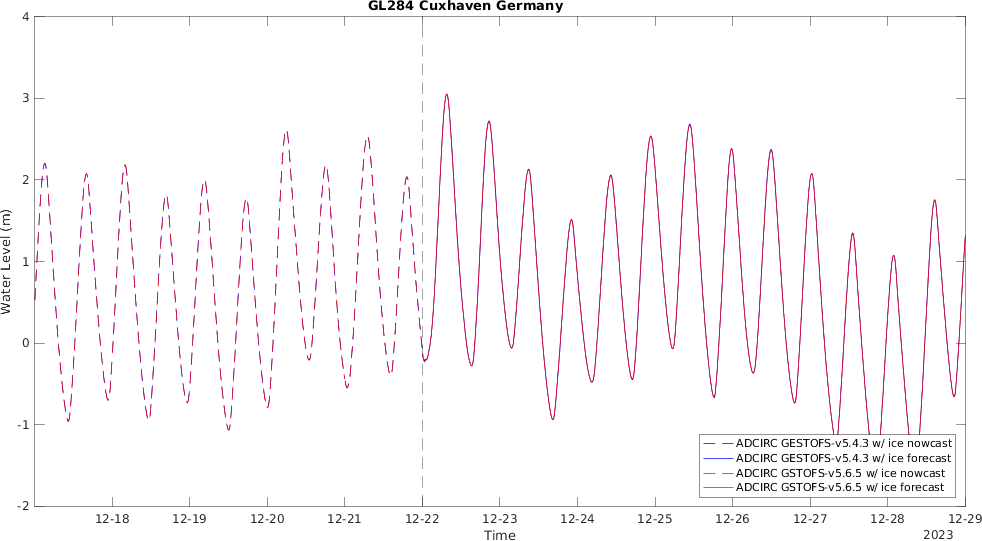 GL284 Cuxhaven Germany
4
3
2
1
0
-1
-2
Water Level (m)
ADCIRC GESTOFS-v5.4.3 w/ ice nowcast
ADCIRC GESTOFS-v5.4.3 w/ ice forecast
ADCIRC GSTOFS-v5.6.5 w/ ice nowcast
ADCIRC GSTOFS-v5.6.5 w/ ice forecast
12-18 12-19 12-20 12-21 12-22 12-23 12-24 12-25 12-26 12-27 12-28 12-29
Time
2023